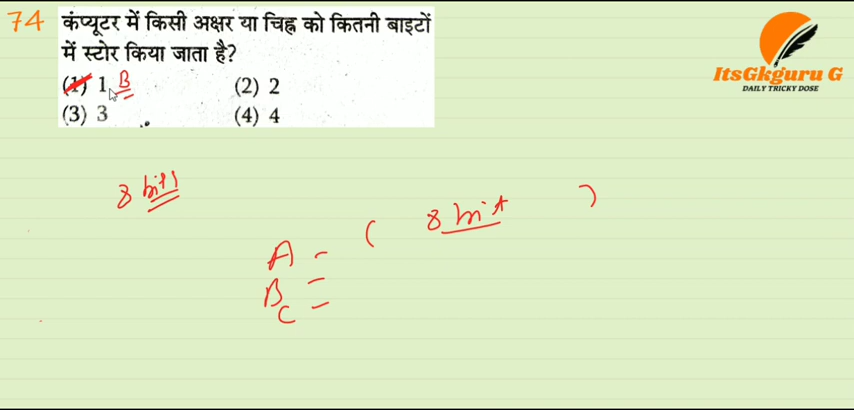 74 कंप्यूटर में किसी अक्षर या चिह्न को कितनी बाइटों
में स्टोर किया जाता है?
(1) 1 B (2) 2
(3) 3 (4) 4
ItsGkguru G
DAILY TRICKY DOSE
8 bits
( 8 bit )
A =
B =
C =